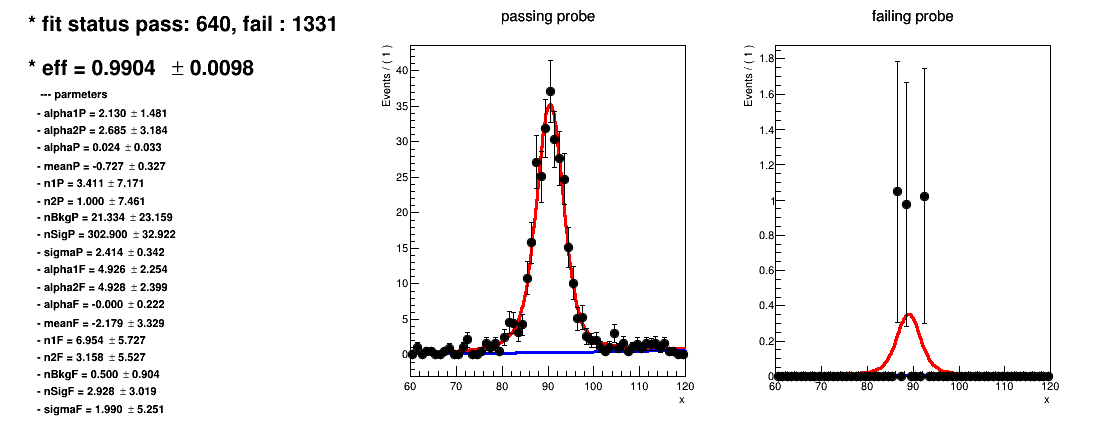 * fit status pass: 640, fail : 1331
* eff = 0.9904 ± 0.0098
--- parmeters
- alpha1P = 2.130 ± 1.481
- alpha2P = 2.685 ± 3.184
- alphaP = 0.024 ± 0.033
- meanP = -0.727 ± 0.327
- n1P = 3.411 ± 7.171
- n2P = 1.000 ± 7.461
- nBkgP = 21.334 ± 23.159
- nSigP = 302.900 ± 32.922
- sigmaP = 2.414 ± 0.342
- alpha1F = 4.926 ± 2.254
- alpha2F = 4.928 ± 2.399
- alphaF = -0.000 ± 0.222
- meanF = -2.179 ± 3.329
- n1F = 6.954 ± 5.727
- n2F = 3.158 ± 5.527
- nBkgF = 0.500 ± 0.904
- nSigF = 2.928 ± 3.019
- sigmaF = 1.990 ± 5.251
passing probe
Events / ( 1 )
40
35
30
25
20
15
10
5
0
60 70 80 90 100 110 120
x
failing probe
Events / ( 1 )
1.8
1.6
1.4
1.2
1
0.8
0.6
0.4
0.2
0
60 70 80 90 100 110 120
x